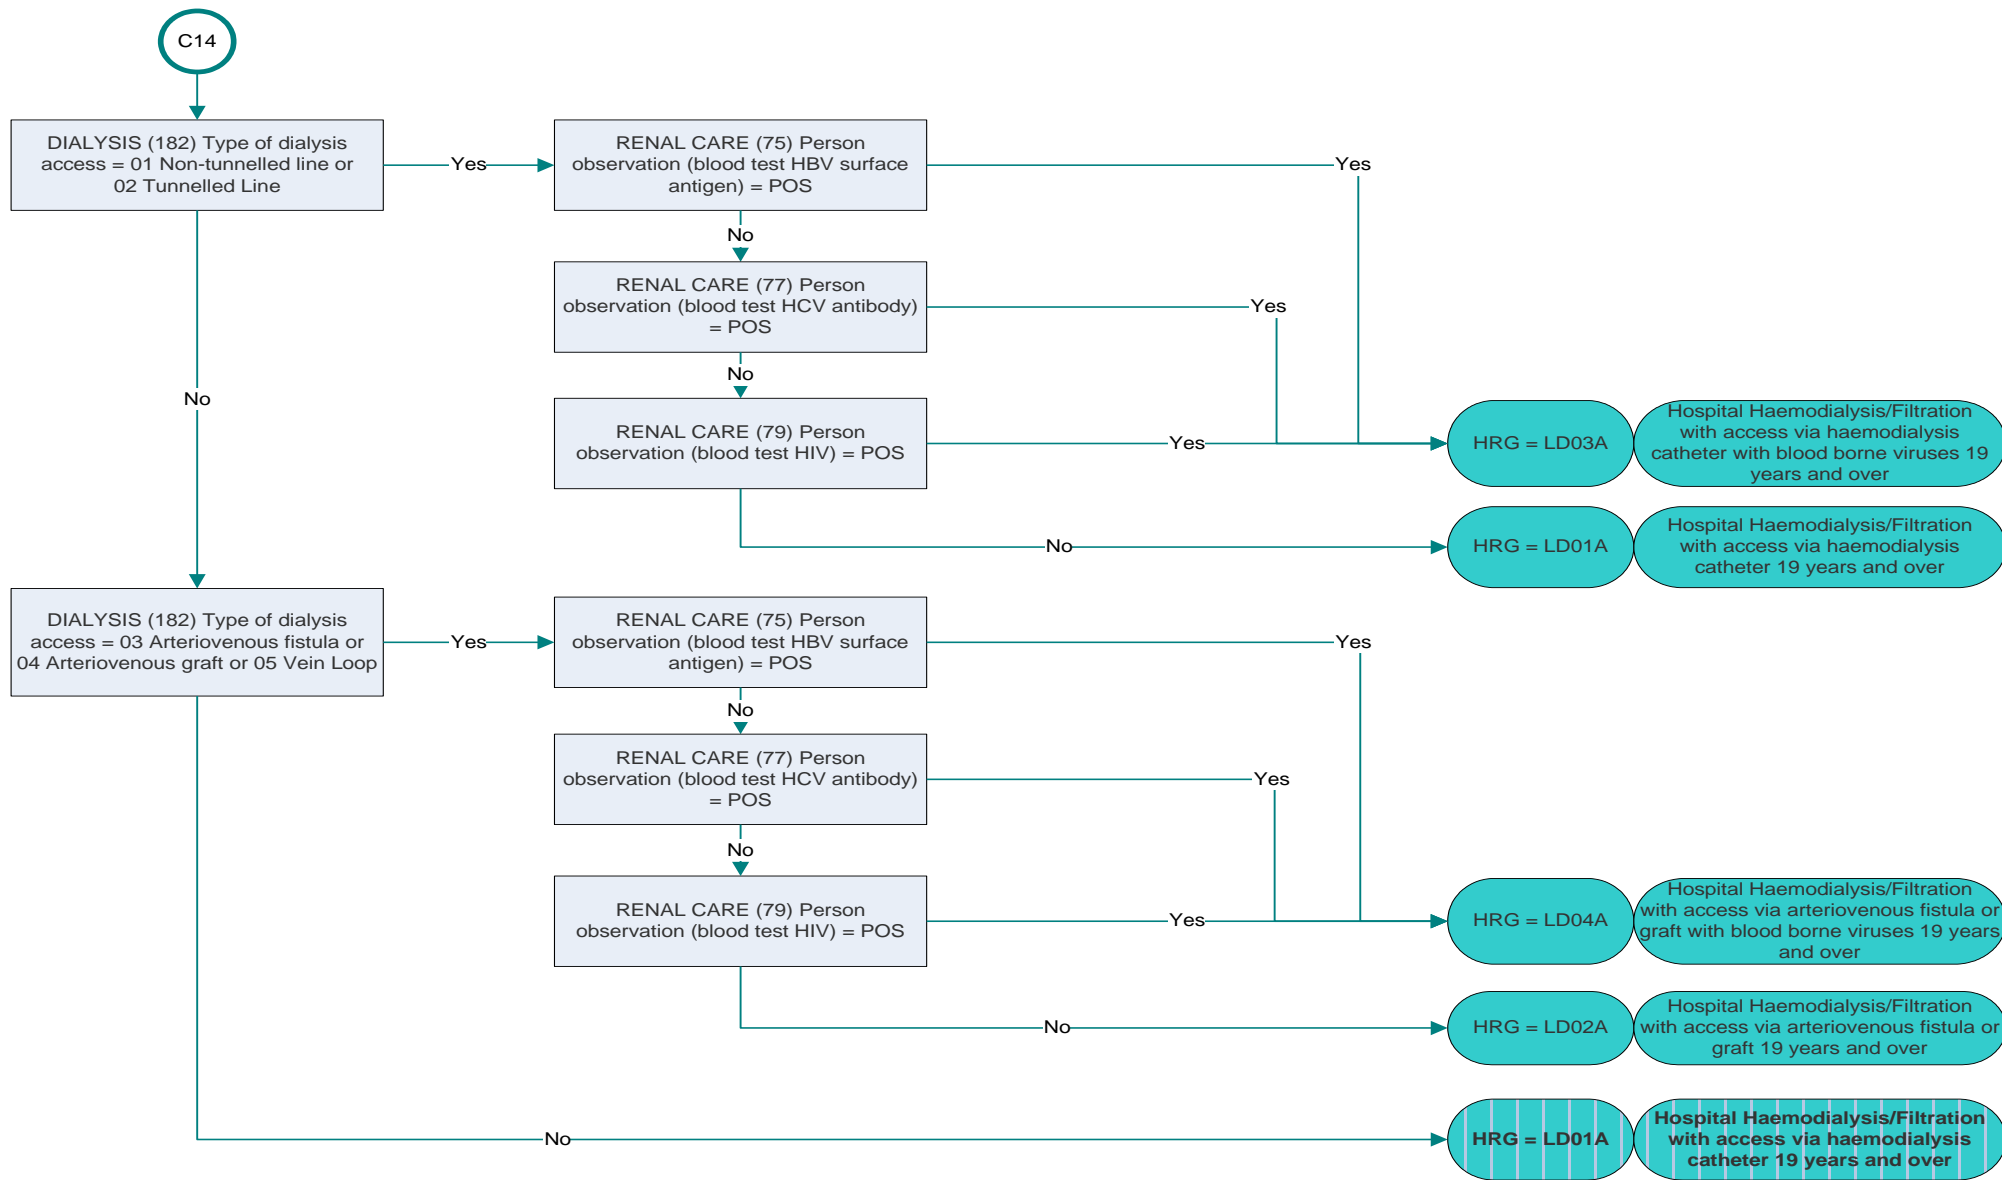 C14
DIALYSIS (182) Type of dialysis
access = 01 Non-tunnelled line or
02 Tunnelled Line
Yes
RENAL CARE (75) Person
observation (blood test HBV surface
antigen) = POS
Yes
No
RENAL CARE (77) Person
observation (blood test HCV antibody)
= POS
Yes
No
No
RENAL CARE (79) Person
observation (blood test HIV) = POS
Yes
HRG = LD03A
Hospital Haemodialysis/Filtration
with access via haemodialysis
catheter with blood borne viruses 19
years and over
No
HRG = LD01A
Hospital Haemodialysis/Filtration
with access via haemodialysis
catheter 19 years and over
DIALYSIS (182) Type of dialysis
access = 03 Arteriovenous fistula or
04 Arteriovenous graft or 05 Vein Loop
Yes
RENAL CARE (75) Person
observation (blood test HBV surface
antigen) = POS
Yes
No
RENAL CARE (77) Person
observation (blood test HCV antibody)
= POS
Yes
No
RENAL CARE (79) Person
observation (blood test HIV) = POS
Yes
HRG = LD04A
Hospital Haemodialysis/Filtration
with access via arteriovenous fistula or
graft with blood borne viruses 19 years
and over
No
HRG = LD02A
Hospital Haemodialysis/Filtration
with access via arteriovenous fistula or
graft 19 years and over
No
HRG = LD01A
Hospital Haemodialysis/Filtration
with access via haemodialysis
catheter 19 years and over